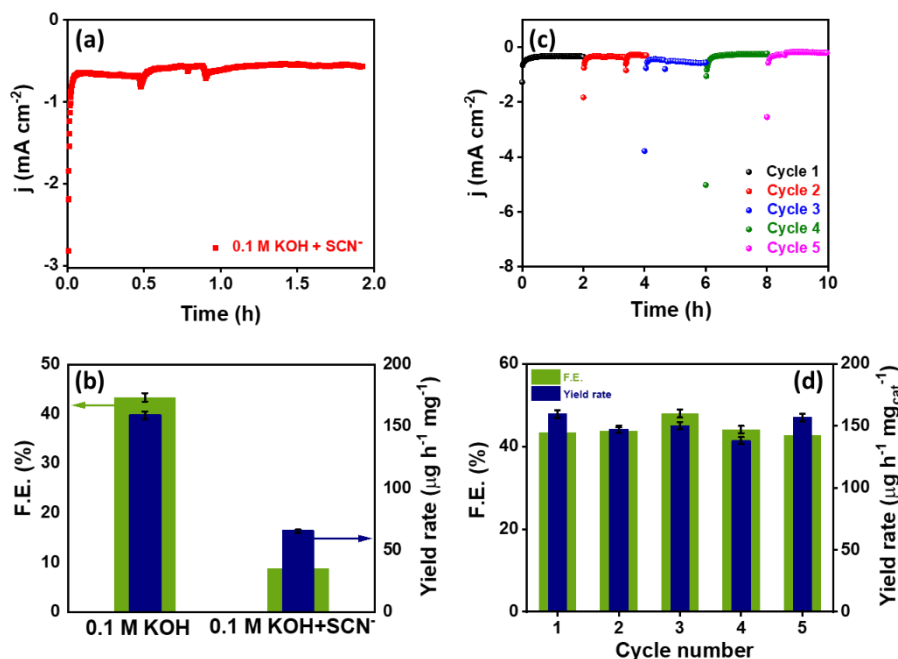 (a)
0
-1
-2
-3
j (mA cm⁻²)
0.1 M KOH + SCN⁻
0.0 0.5 1.0 1.5 2.0
Time (h)
(c)
0
-2
-4
-6
-8
j (mA cm⁻²)
Cycle 1
Cycle 2
Cycle 3
Cycle 4
Cycle 5
0 2 4 6 8 10
Time (h)
(b)
50
40
30
20
10
0
F.E. (%)
200
150
100
50
0
Yield rate (μg h⁻¹ mg⁻¹)
0.1 M KOH 0.1 M KOH+SCN⁻
(d)
60
40
20
0
F.E. (%)
F.E.
Yield rate
200
150
100
50
0
Yield rate (μg h⁻¹ mg_cat⁻¹)
1 2 3 4 5
Cycle number